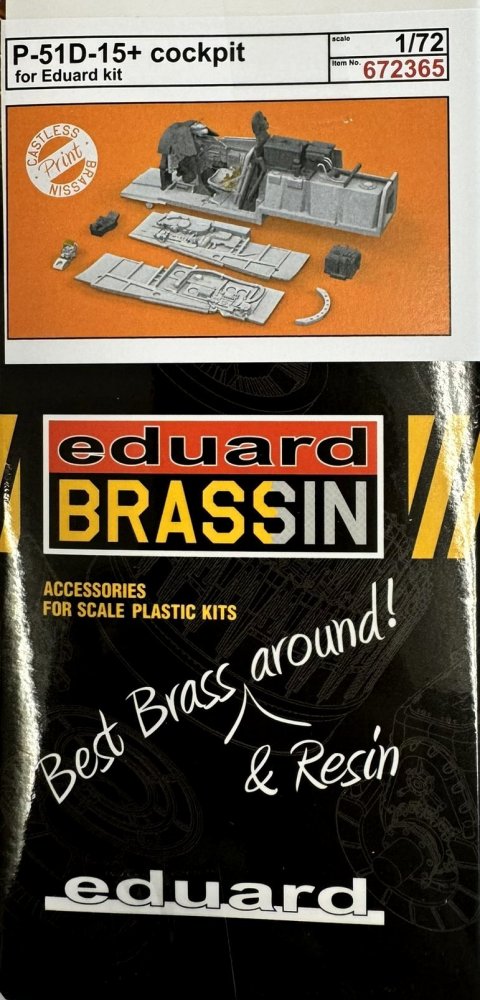 P-51D-15+ cockpit
for Eduard kit
scale 1/72
Item No. 672365
CASTLESS
Print
BRASSIN
eduard
BRASSIN
ACCESSORIES
FOR SCALE PLASTIC KITS
Best Brass around!
& Resin
eduard